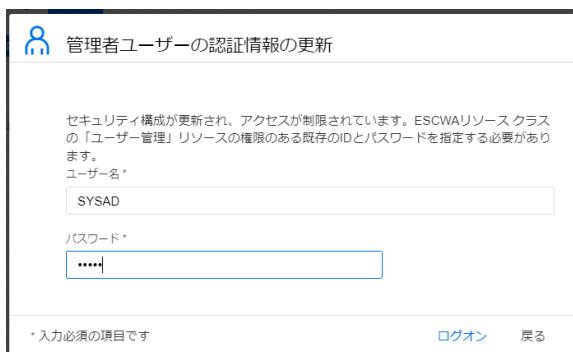 管理者ユーザーの認証情報の更新
セキュリティ構成が更新され、アクセスが制限されています。ESCWAリソース クラス
の「ユーザー管理」リソースの権限のある既存のIDとパスワードを指定する必要があり
ます。
ユーザー名*
SYSAD
パスワード*
•••••
* 入力必須の項目です
ログオン 戻る